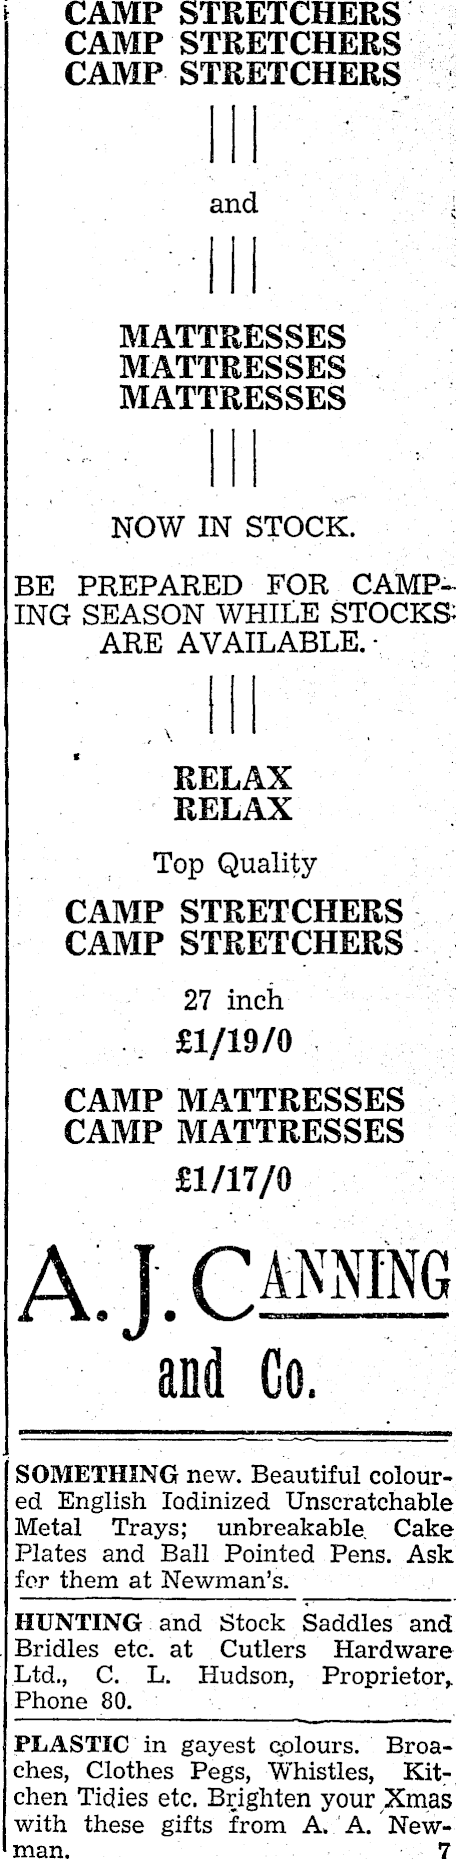 CAMP STRETCHERS
CAMP STRETCHERS
CAMP STRETCHERS
and
MATTRESSES
MATTRESSES
MATTRESSES
NOW IN STOCK.
BE PREPARED FOR CAMP-
ING SEASON WHILE STOCKS
ARE AVAILABLE.
RELAX
RELAX
Top Quality
CAMP STRETCHERS
CAMP STRETCHERS
27 inch
£1/19/0
CAMP MATTRESSES
CAMP MATTRESSES
£1/17/0
A. J. CANNING
and Co.
SOMETHING new. Beautiful colour-
ed English Iodinized Unscratchable
Metal Trays; unbreakable Cake
Plates and Ball Pointed Pens. Ask
for them at Newman's.
HUNTING and Stock Saddles and
Bridles etc. at Cutlers Hardware
Ltd., C. L. Hudson, Proprietor,
Phone 80.
PLASTIC in gayest colours. Broa-
ches, Clothes Pegs, Whistles, Kit-
chen Tidies etc. Brighten your Xmas
with these gifts from A. A. New-
man. 7